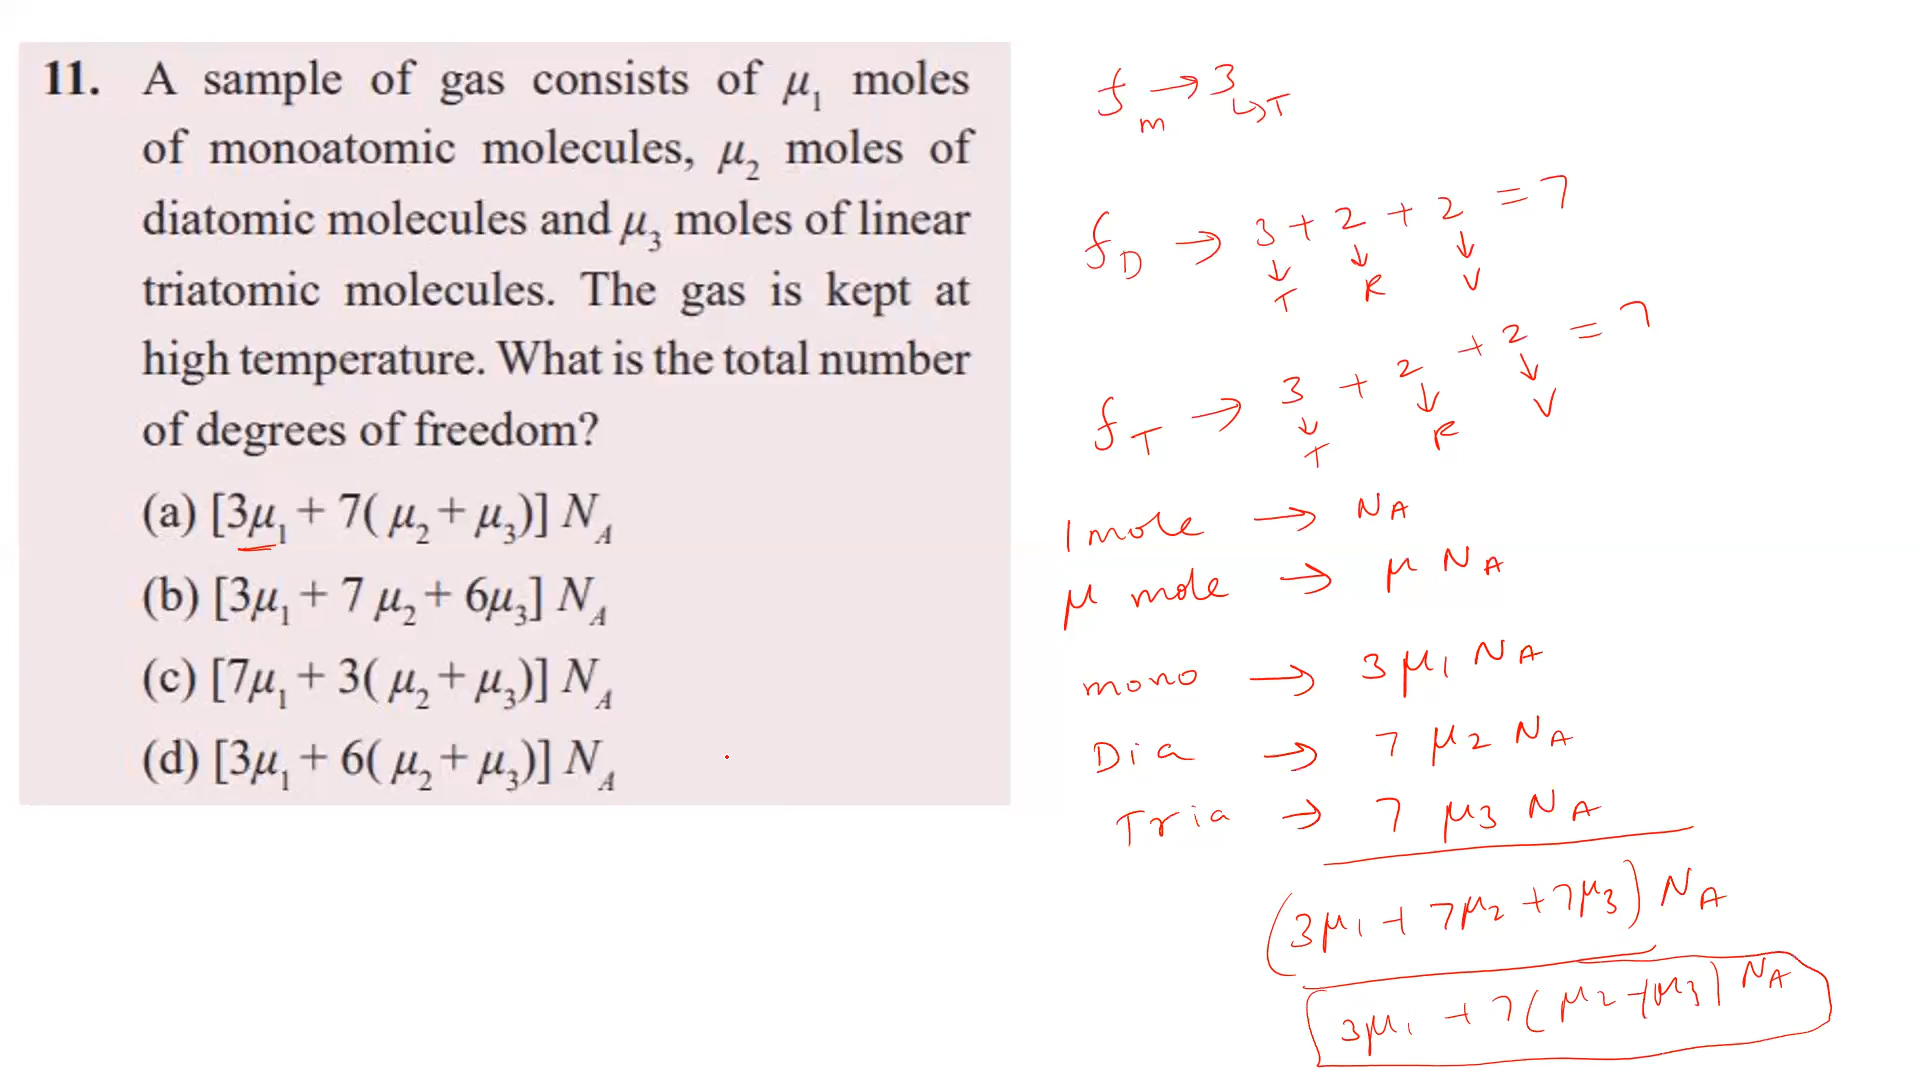 11. A sample of gas consists of μ₁ moles
of monoatomic molecules, μ₂ moles of
diatomic molecules and μ₃ moles of linear
triatomic molecules. The gas is kept at
high temperature. What is the total number
of degrees of freedom?
(a) [3μ₁ + 7( μ₂ + μ₃)] N_A
(b) [3μ₁ + 7 μ₂ + 6μ₃] N_A
(c) [7μ₁ + 3( μ₂ + μ₃)] N_A
(d) [3μ₁ + 6( μ₂ + μ₃)] N_A
f_m → 3 ↳ T
f_D → 3 + 2 + 2 = 7
↓ ↓ ↓
T R V
f_T → 3 + 2 + 2 = 7
↓ ↓ ↓
T R V
1 mole → N_A
μ mole → μ N_A
mono → 3 μ₁ N_A
Dia → 7 μ₂ N_A
Tria → 7 μ₃ N_A
(3μ₁ + 7μ₂ + 7μ₃) N_A
3μ₁ + 7(μ₂ + μ₃) N_A